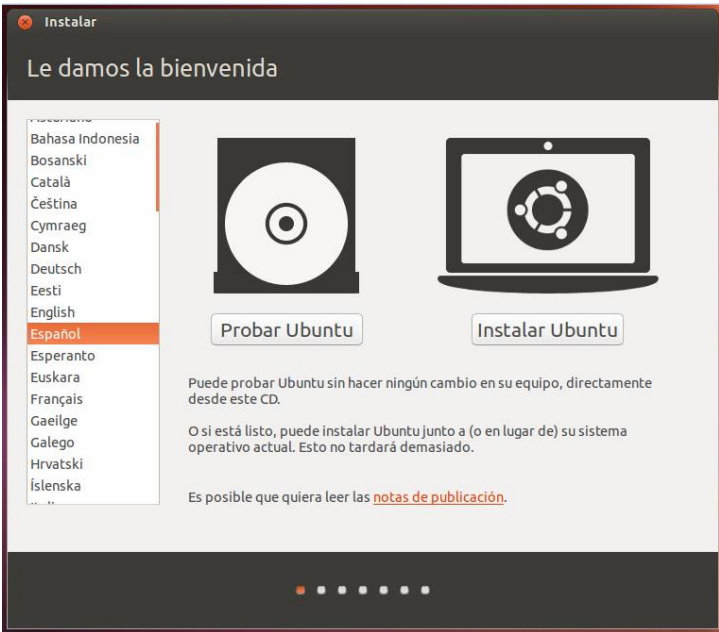 Instalar
Le damos la bienvenida
Bahasa Indonesia
Bosanski
Català
Čeština
Cymraeg
Dansk
Deutsch
Eesti
English
Español
Esperanto
Euskara
Français
Gaeilge
Galego
Hrvatski
Íslenska
Probar Ubuntu
Instalar Ubuntu
Puede probar Ubuntu sin hacer ningún cambio en su equipo, directamente
desde este CD.
O si está listo, puede instalar Ubuntu junto a (o en lugar de) su sistema
operativo actual. Esto no tardará demasiado.
Es posible que quiera leer las notas de publicación.